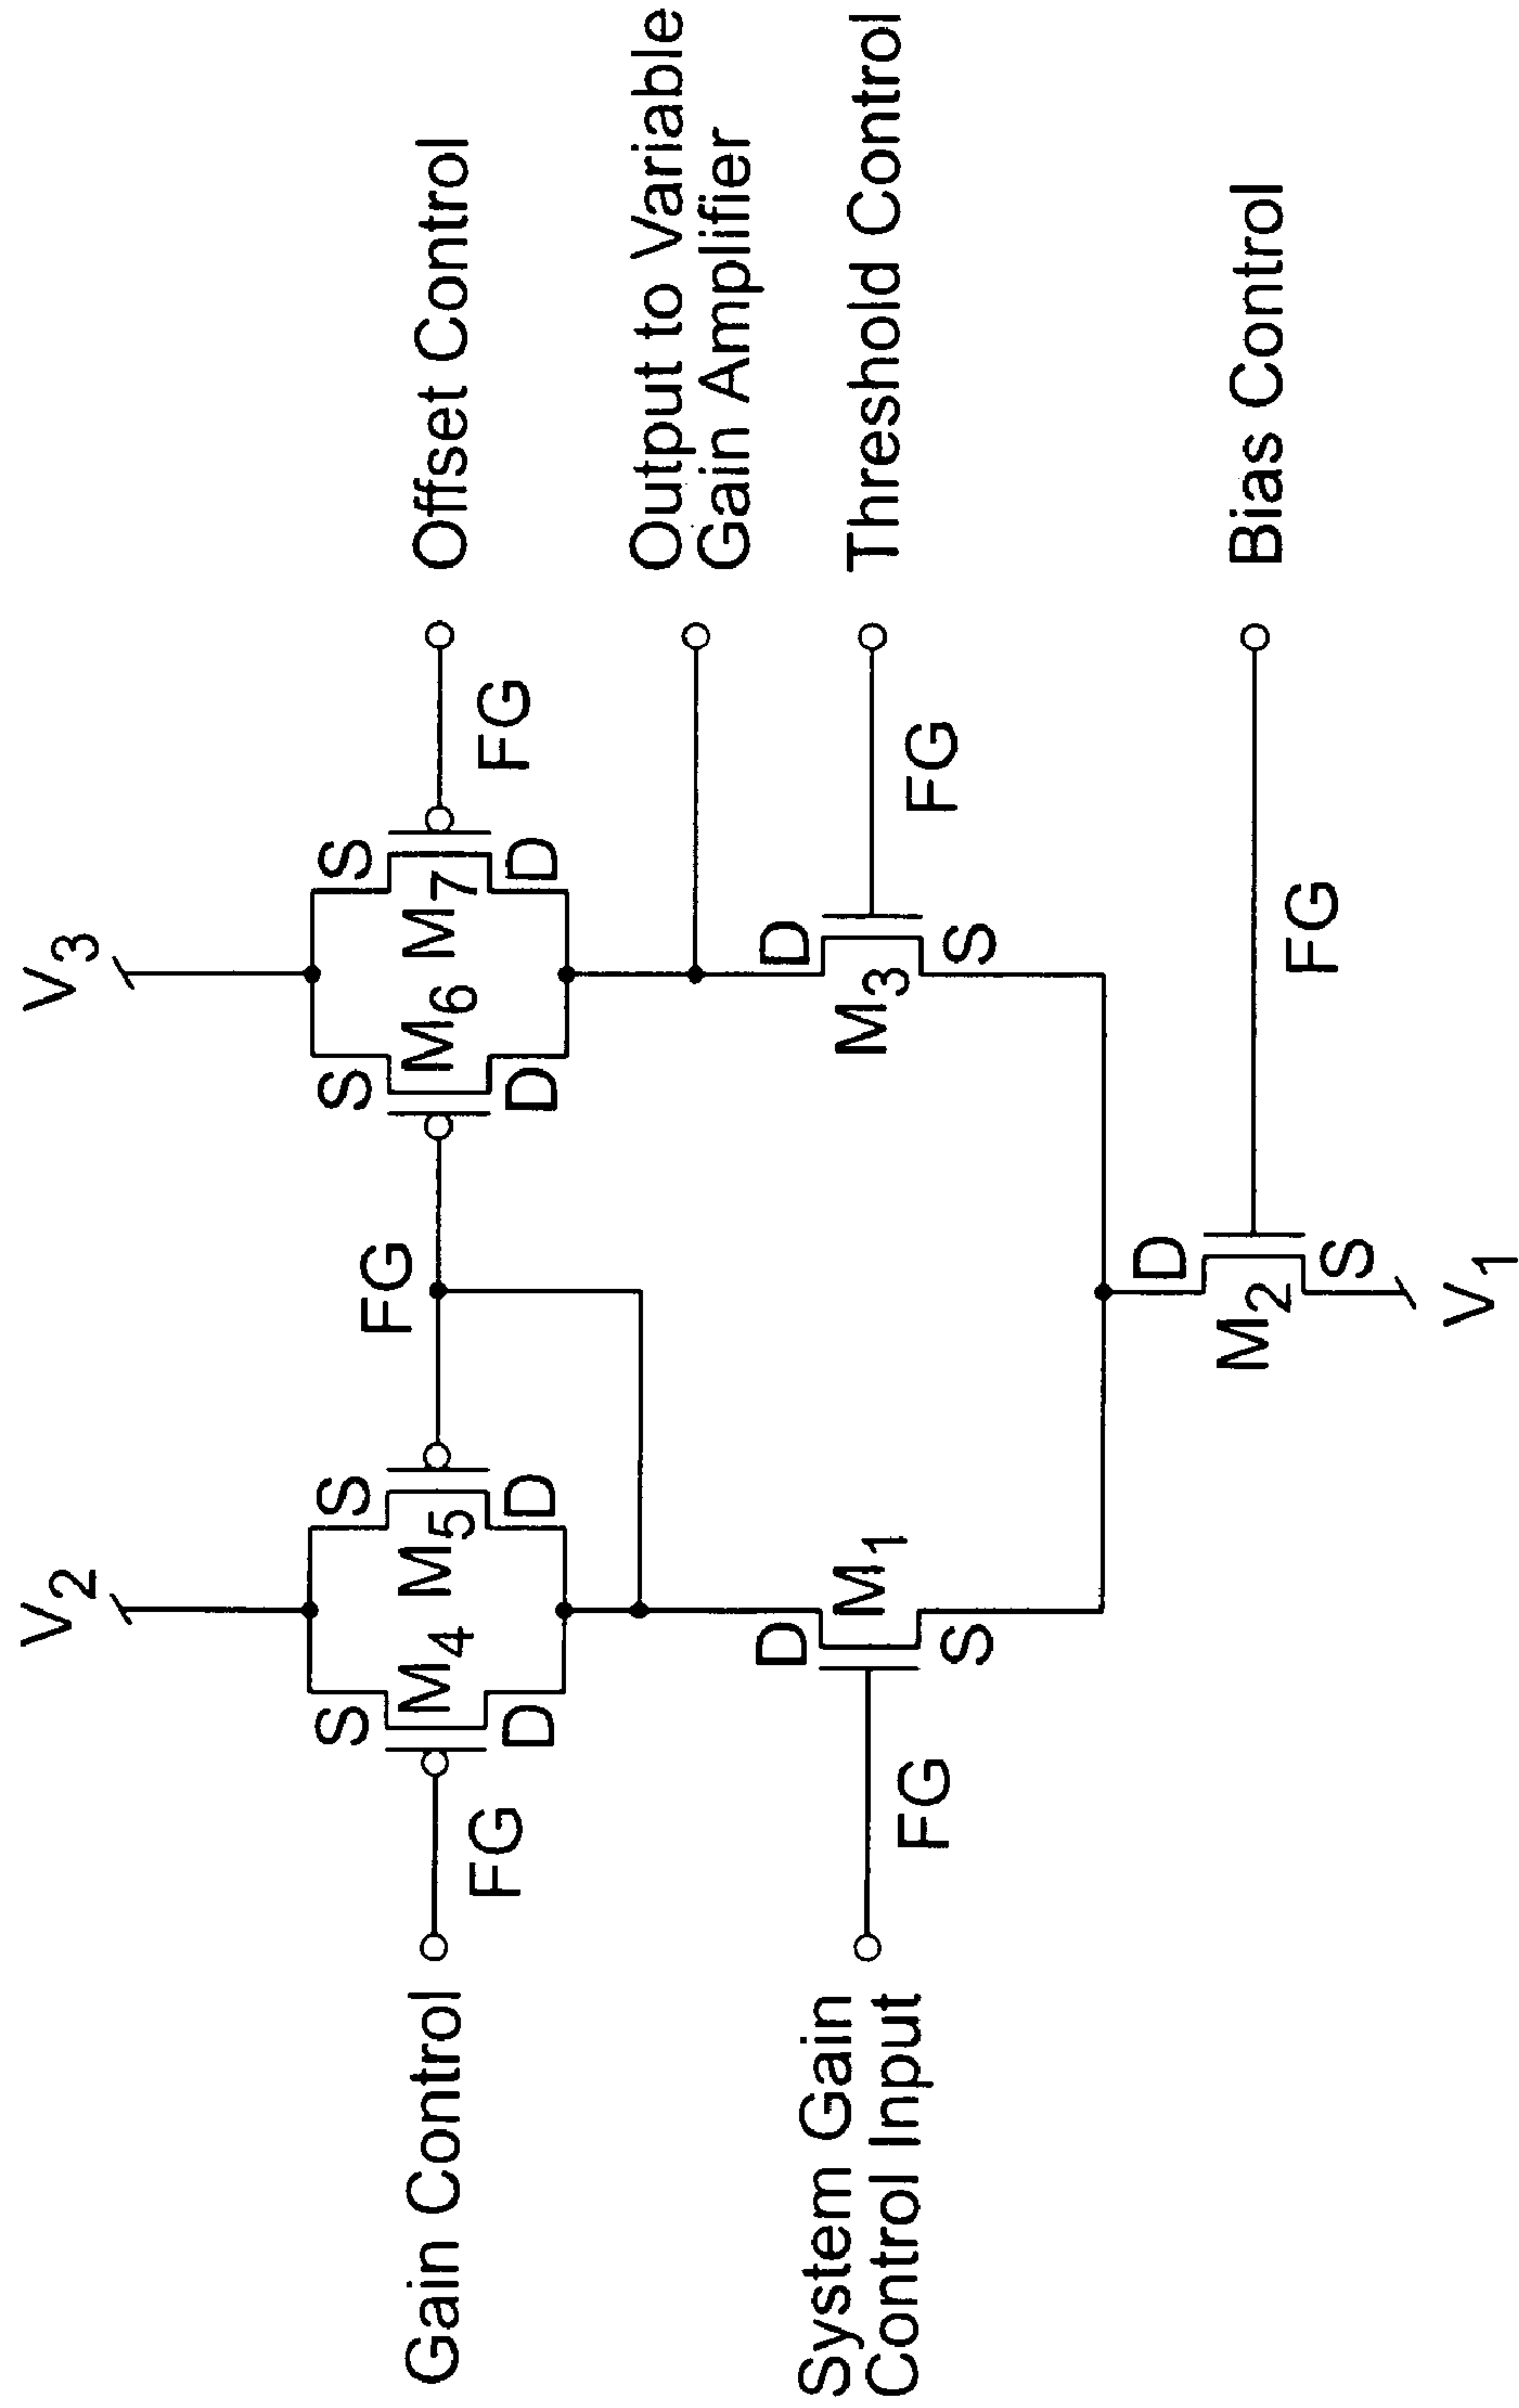 V2
V3
S
S
S
S
FG
Gain Control
M4
M5
M6
M7
Offset Control
FG
D
D
D
D
FG
Output to Variable
Gain Amplifier
D
D
System Gain
Control Input
M1
M3
Threshold Control
FG
S
S
FG
D
M2
Bias Control
S
FG
V1